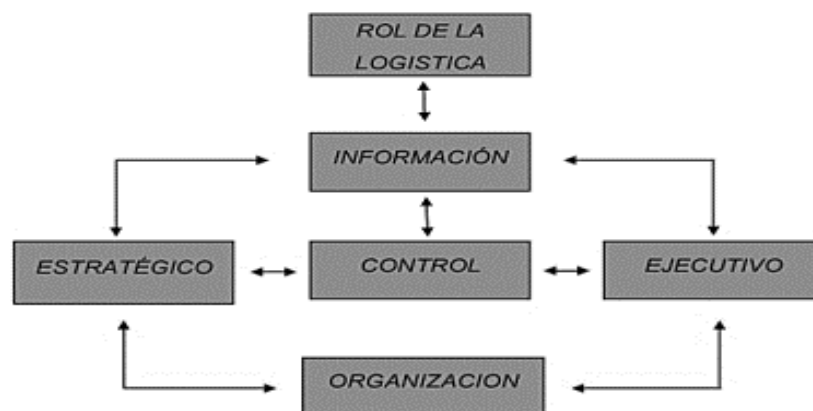 ROL DE LA
LOGISTICA
INFORMACIÓN
ESTRATÉGICO
CONTROL
EJECUTIVO
ORGANIZACION